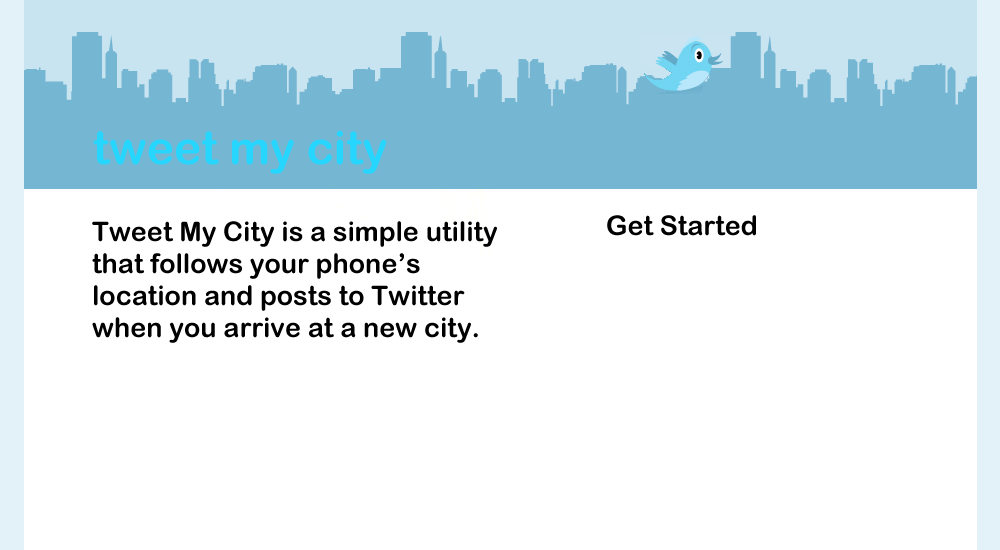 tweet my city
Tweet My City is a simple utility
that follows your phone’s
location and posts to Twitter
when you arrive at a new city.
Get Started